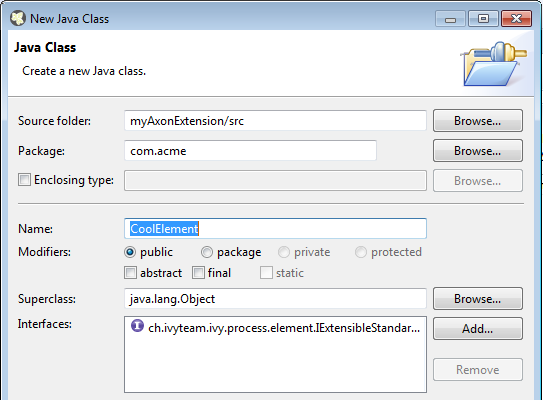 New Java Class
Java Class
Create a new Java class.
Source folder: myAxonExtension/src Browse...
Package: com.acme Browse...
Enclosing type: Browse...
Name: CoolElement
Modifiers: public package private protected
abstract final static
Superclass: java.lang.Object Browse...
Interfaces: ch.ivyteam.ivy.process.element.IExtensibleStandar... Add...
Remove